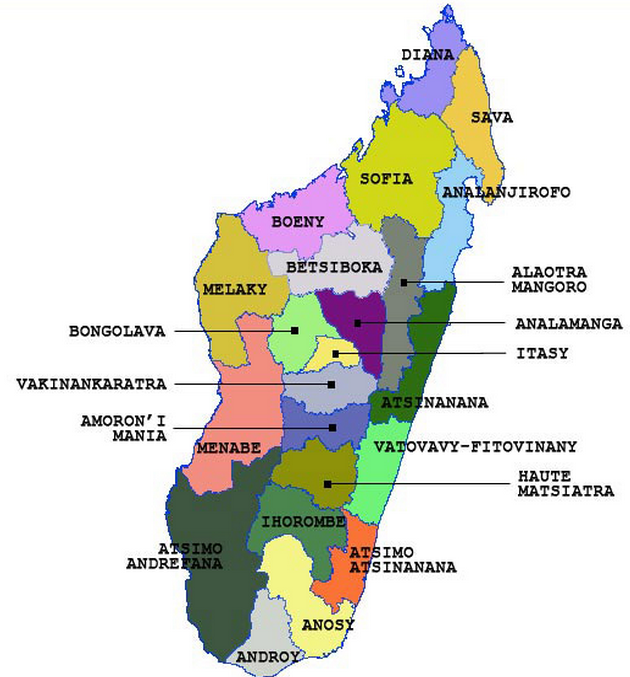 DIANA
SAVA
SOFIA
ANALANJIROFO
BOENY
BETSIBOKA
ALAOTRA
MANGORO
MELAKY
ANALAMANGA
BONGOLAVA
ITASY
VAKINANKARATRA
ATSINANANA
AMORON'I
MANIA
MENABE
VATOVAVY-FITOVINANY
HAUTE
MATSIATRA
IHOROMBE
ATSIMO
ANDREFANA
ATSIMO
ATSINANANA
ANOSY
ANDROY